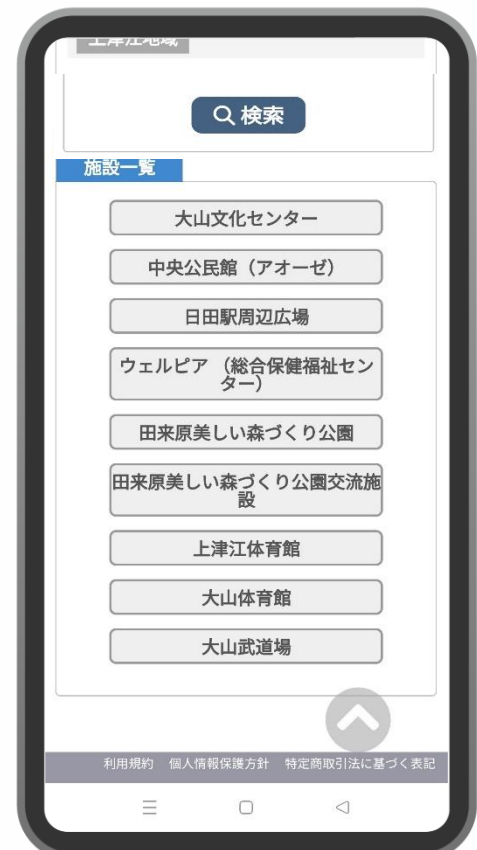 上津江地域
検索
施設一覧
大山文化センター
中央公民館（アオーゼ）
日田駅周辺広場
ウェルピア （総合保健福祉セン
ター）
田来原美しい森づくり公園
田来原美しい森づくり公園交流施
設
上津江体育館
大山体育館
大山武道場
利用規約 個人情報保護方針 特定商取引法に基づく表記